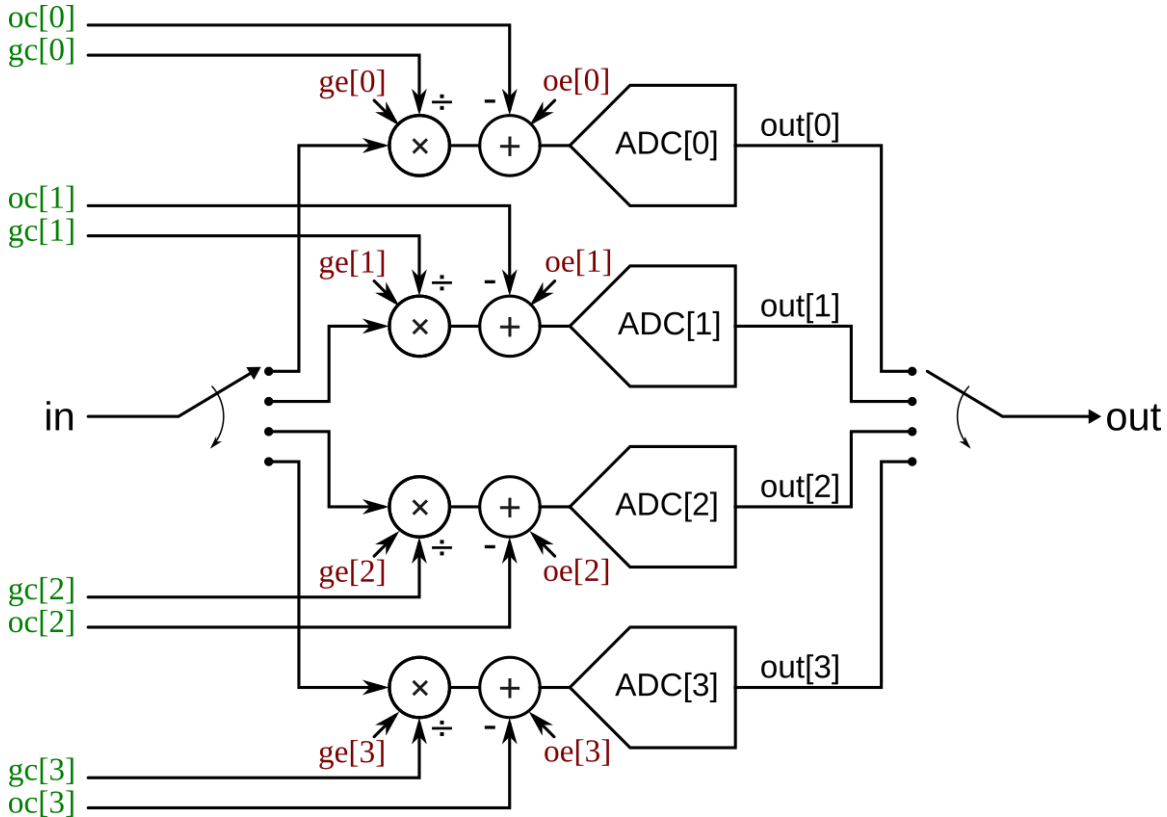 oc[0]
gc[0]
ge[0]
÷
-
oe[0]
×
+
ADC[0]
out[0]
oc[1]
gc[1]
ge[1]
÷
-
oe[1]
×
+
ADC[1]
out[1]
in
out
×
+
ADC[2]
out[2]
ge[2]
÷
-
oe[2]
gc[2]
oc[2]
×
+
ADC[3]
out[3]
ge[3]
÷
-
oe[3]
gc[3]
oc[3]